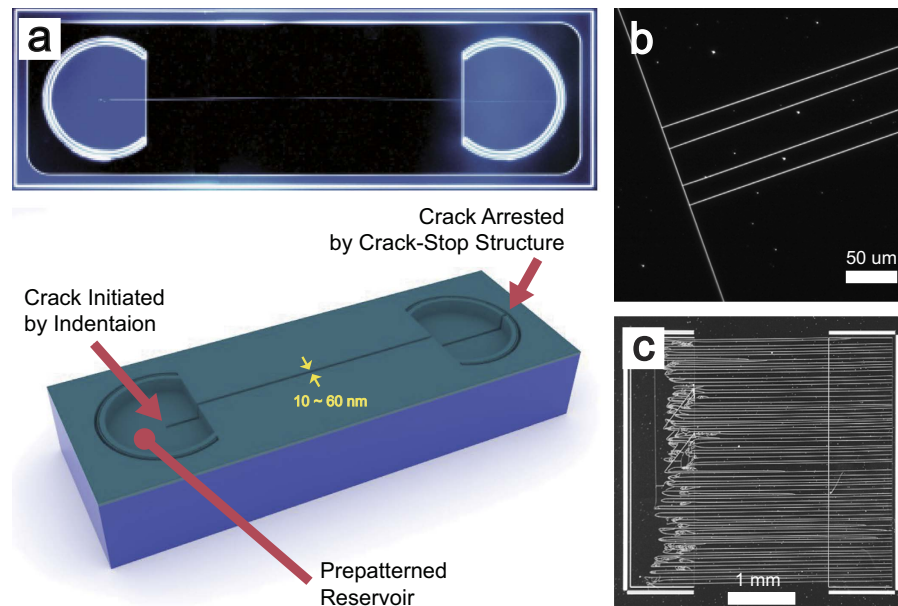 a
Crack Arrested
by Crack-Stop Structure
Crack Initiated
by Indentaion
10 ~ 60 nm
Prepatterned
Reservoir
b
50 um
c
1 mm